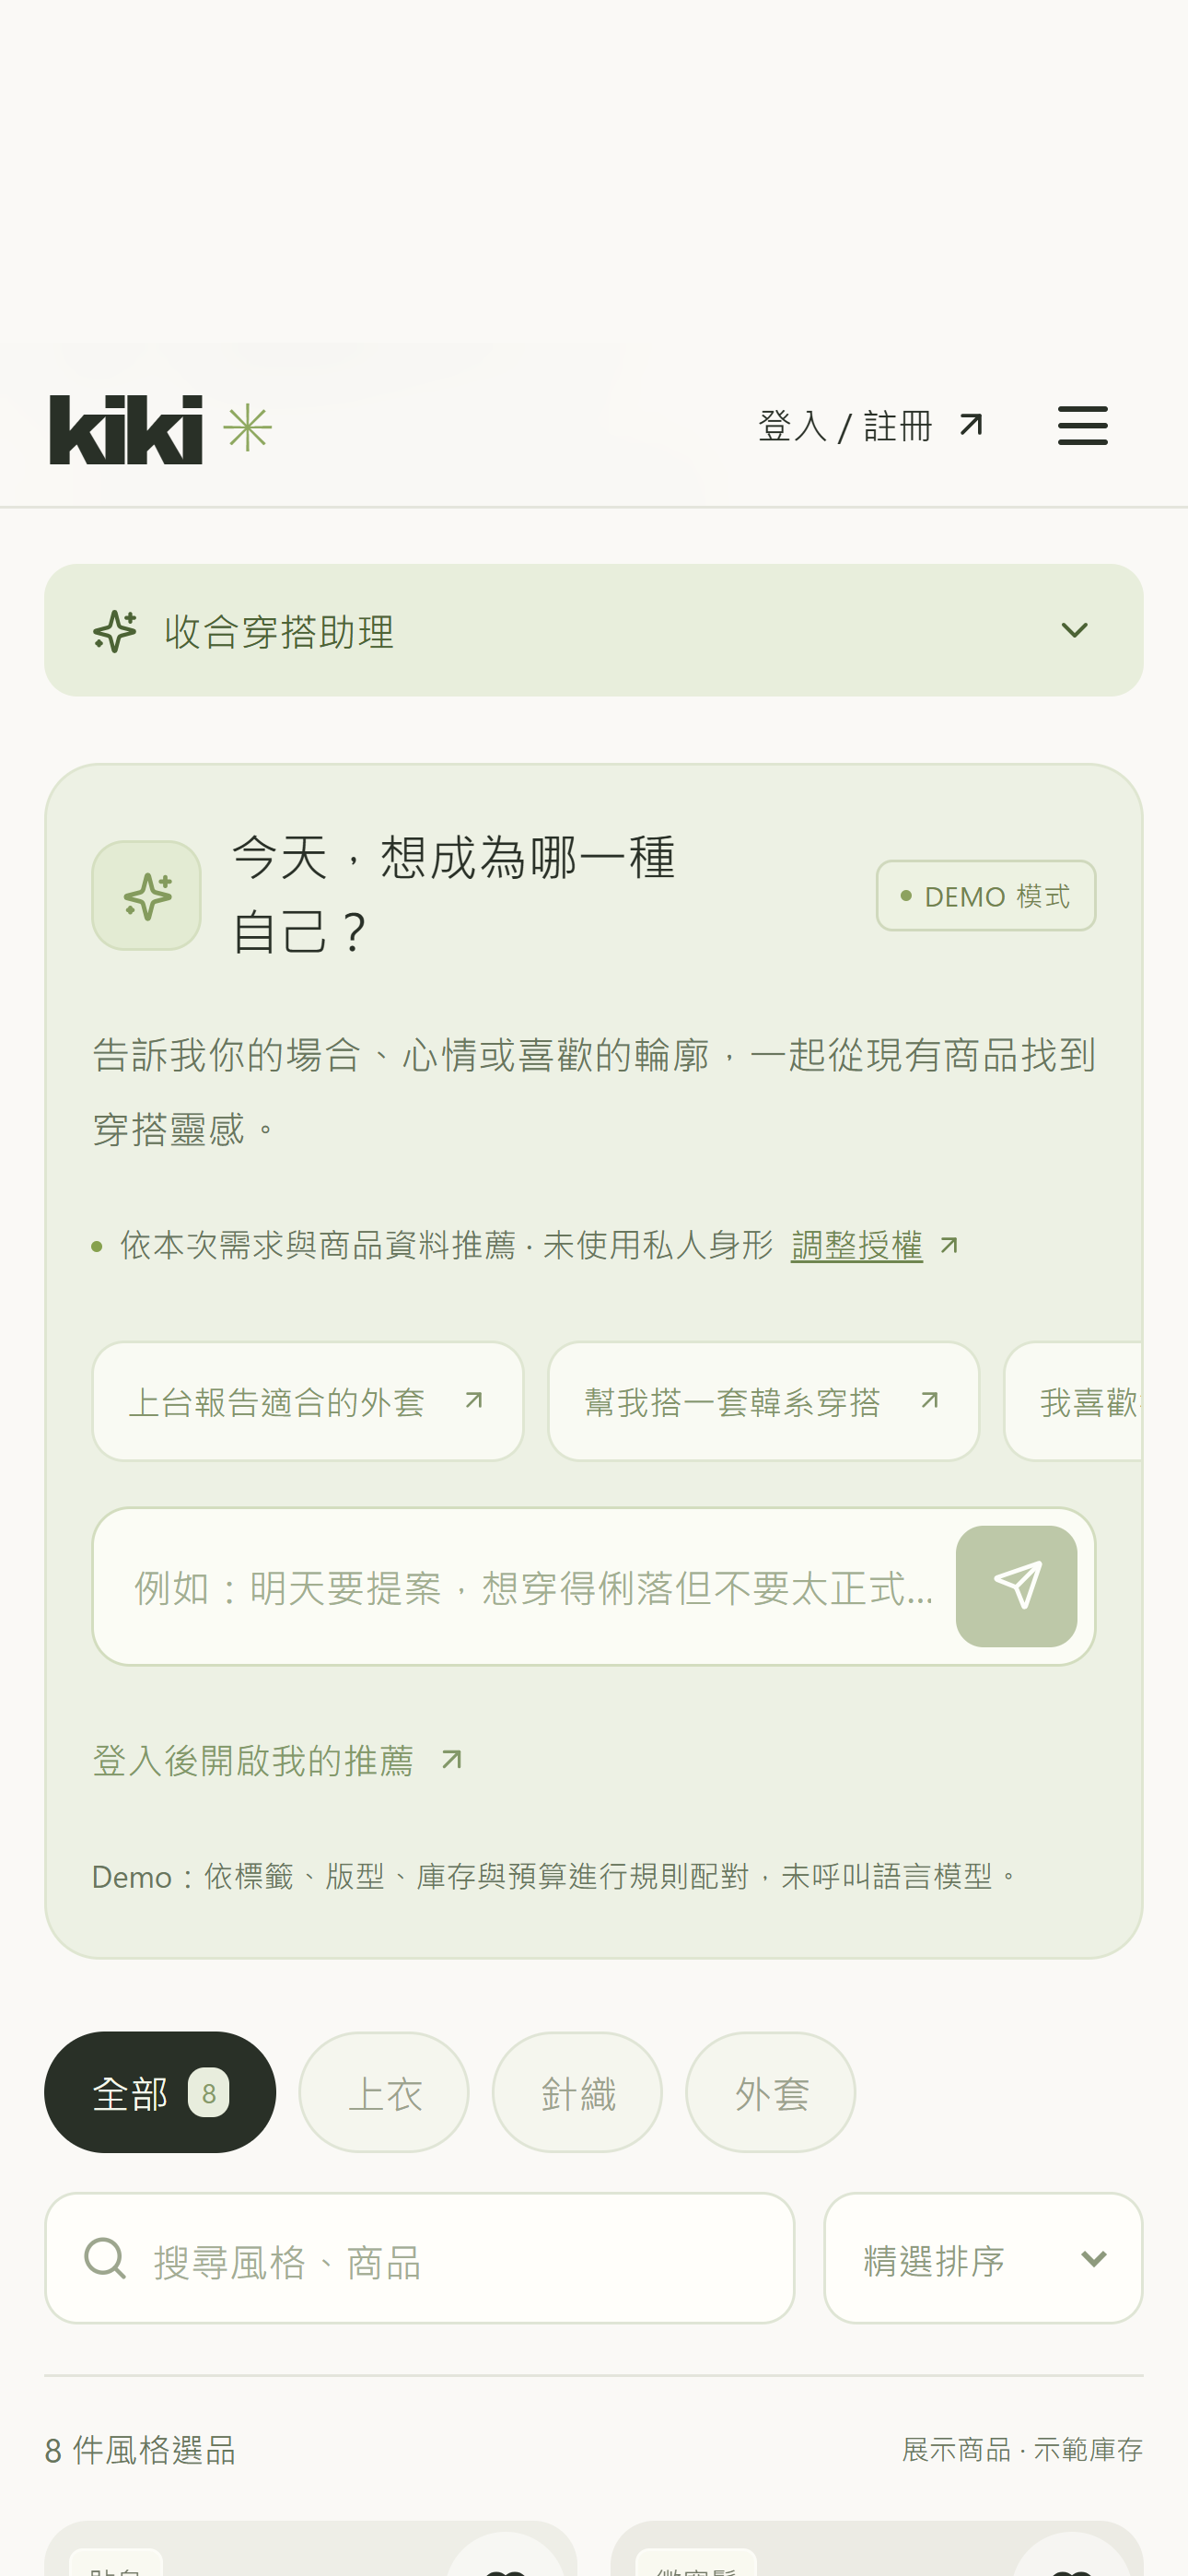 kiki
登入 / 註冊
收合穿搭助理
今天，想成為哪一種
自己？
DEMO 模式
告訴我你的場合、心情或喜歡的輪廓，一起從現有商品找到
穿搭靈感。
依本次需求與商品資料推薦 · 未使用私人身形 調整授權
上台報告適合的外套
幫我搭一套韓系穿搭
我喜歡
例如：明天要提案，想穿得俐落但不要太正式...
登入後開啟我的推薦
Demo：依標籤、版型、庫存與預算進行規則配對，未呼叫語言模型。
全部 8
上衣
針織
外套
搜尋風格、商品
精選排序
8 件風格選品
展示商品 · 示範庫存